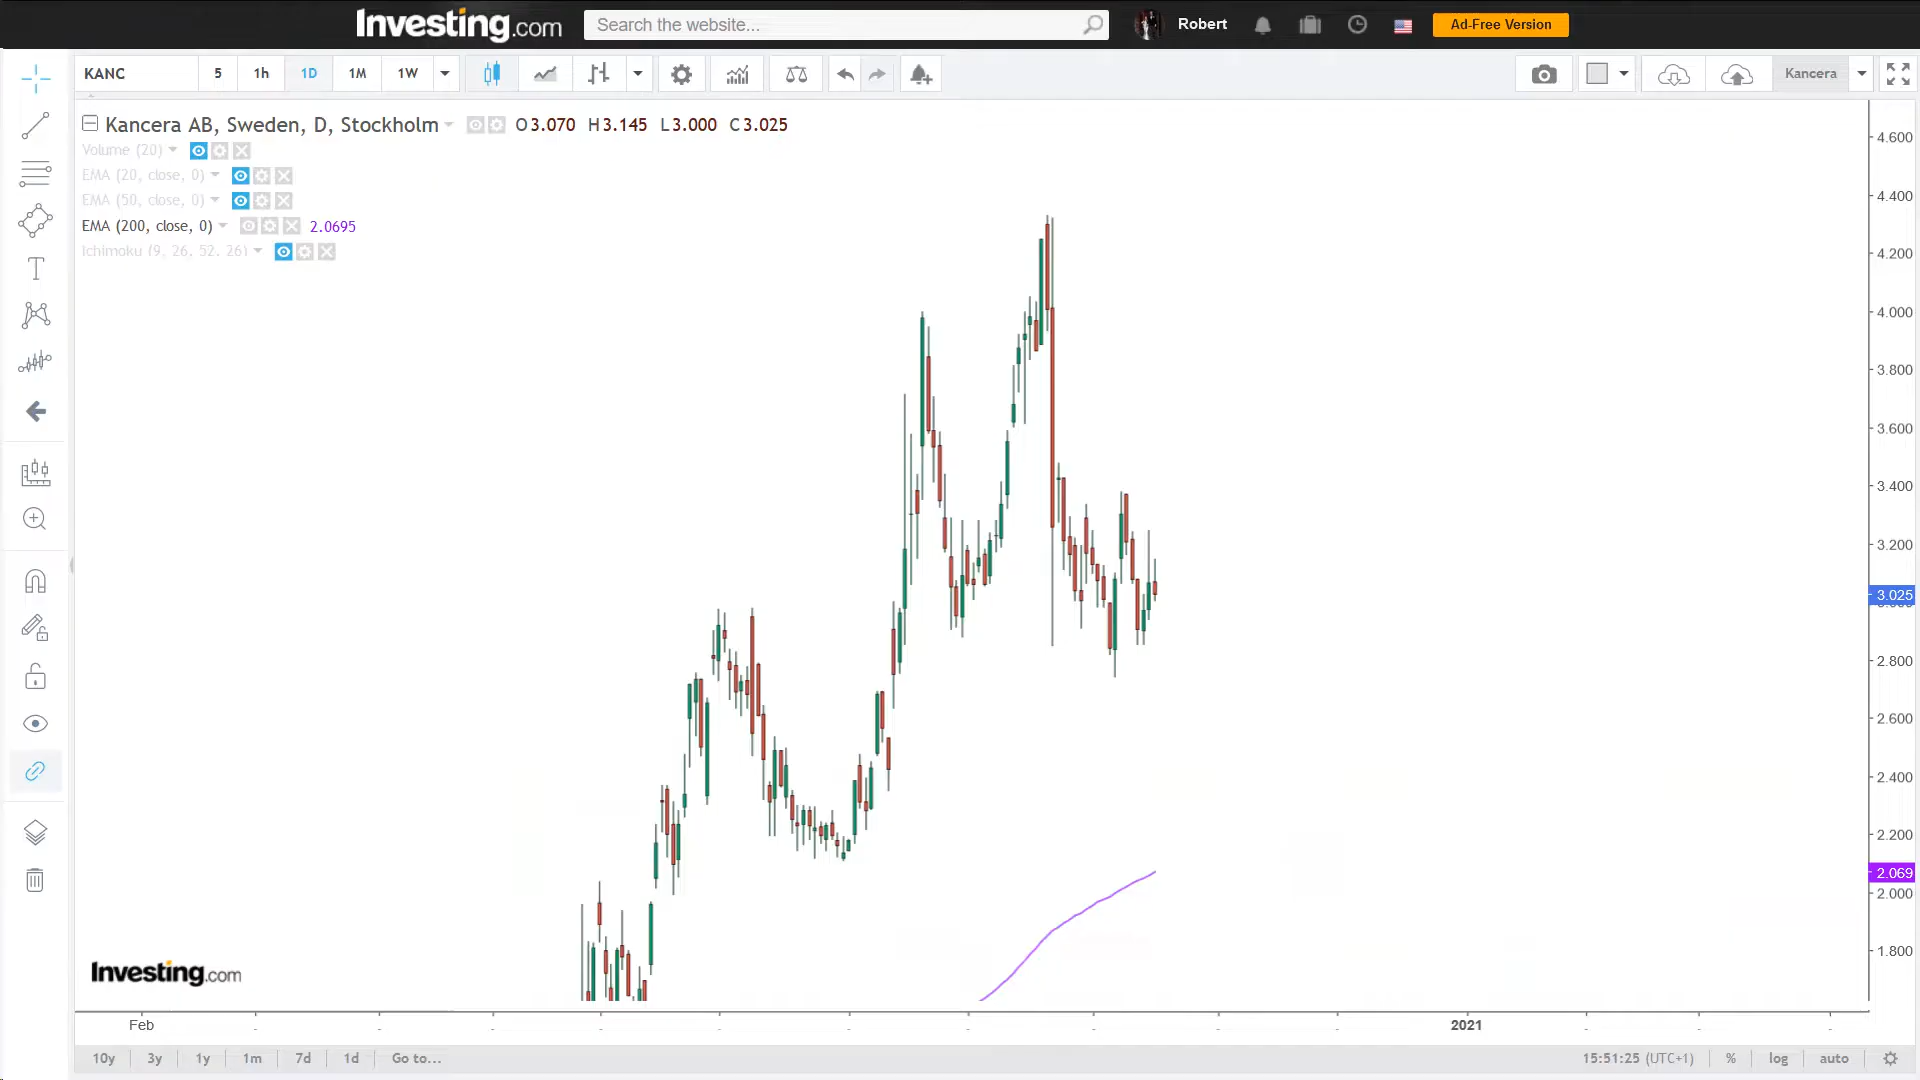 Investing.com
Search the website...
Robert
Ad-Free Version
KANC
5
1h
1D
1M
1W
Kancera
Kancera AB, Sweden, D, Stockholm
O 3.070 H 3.145 L 3.000 C 3.025
Volume (20)
EMA (20, close, 0)
EMA (50, close, 0)
EMA (200, close, 0)
2.0695
Ichimoku (9, 26, 52, 26)
4.600
4.400
4.200
4.000
3.800
3.600
3.400
3.200
3.025
2.800
2.600
2.400
2.200
2.069
2.000
1.800
Investing.com
Feb
2021
10y
3y
1y
1m
7d
1d
Go to...
15:51:25 (UTC+1)
%
log
auto